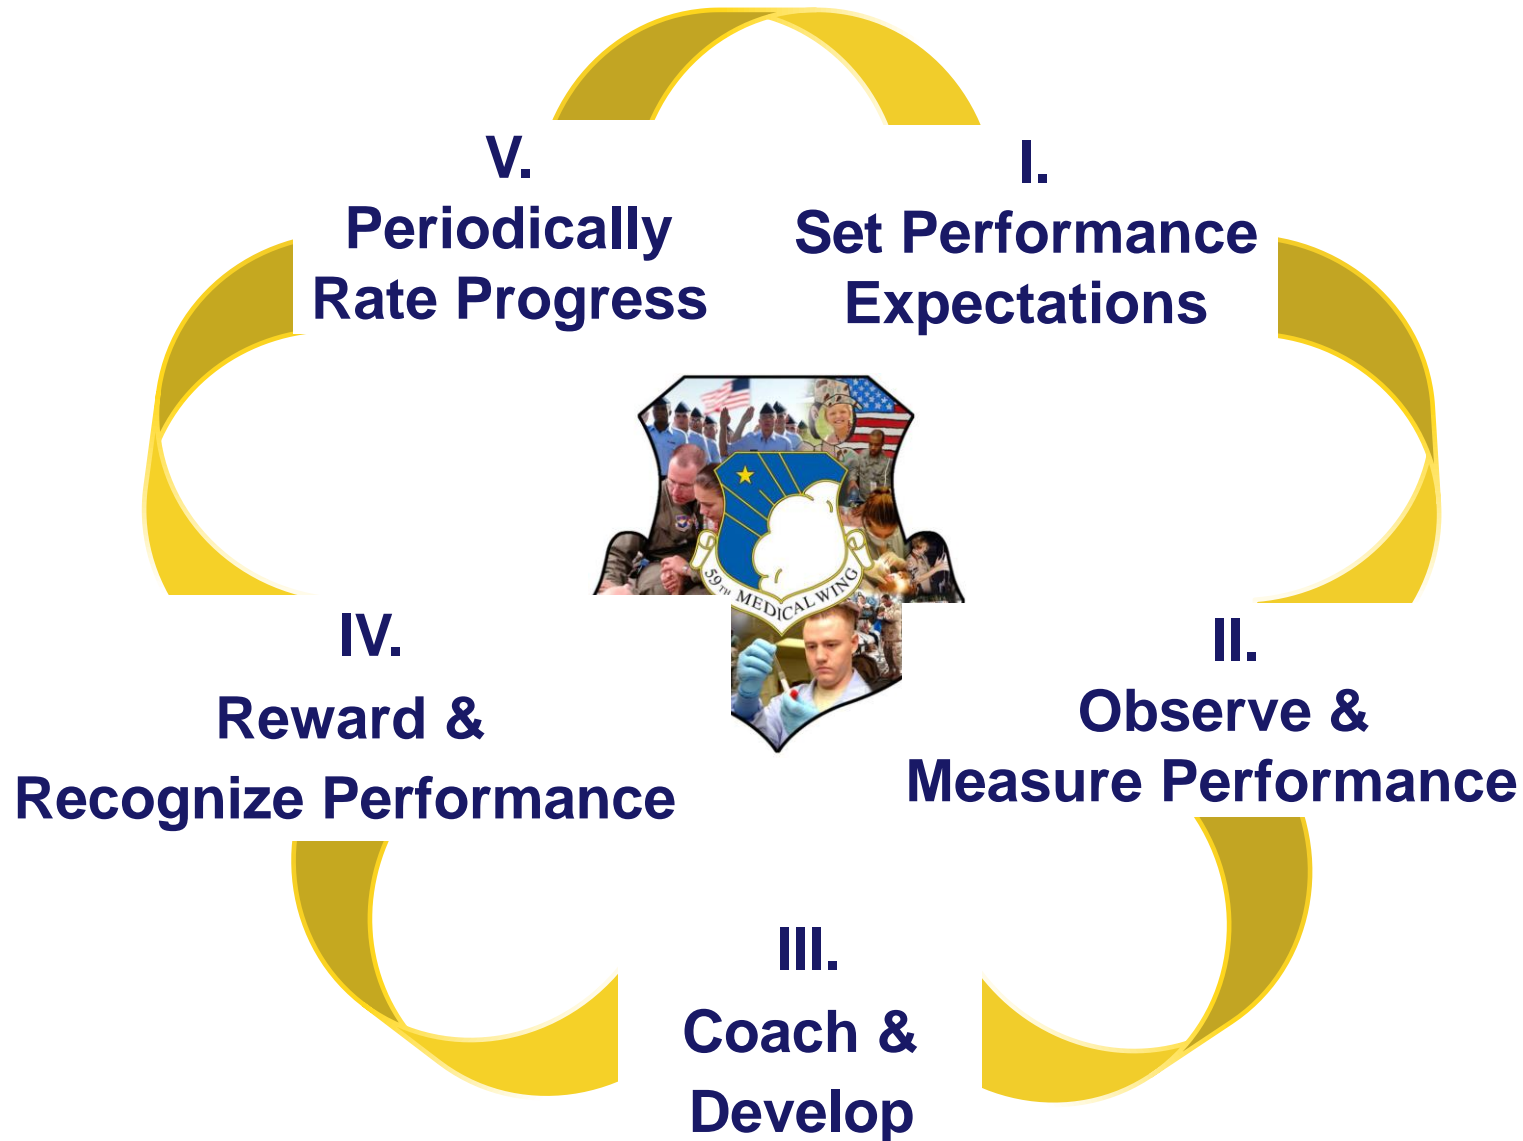 V.
Periodically
Rate Progress
I.
Set Performance
Expectations
59TH MEDICAL WING
IV.
Reward &
Recognize Performance
II.
Observe &
Measure Performance
III.
Coach &
Develop